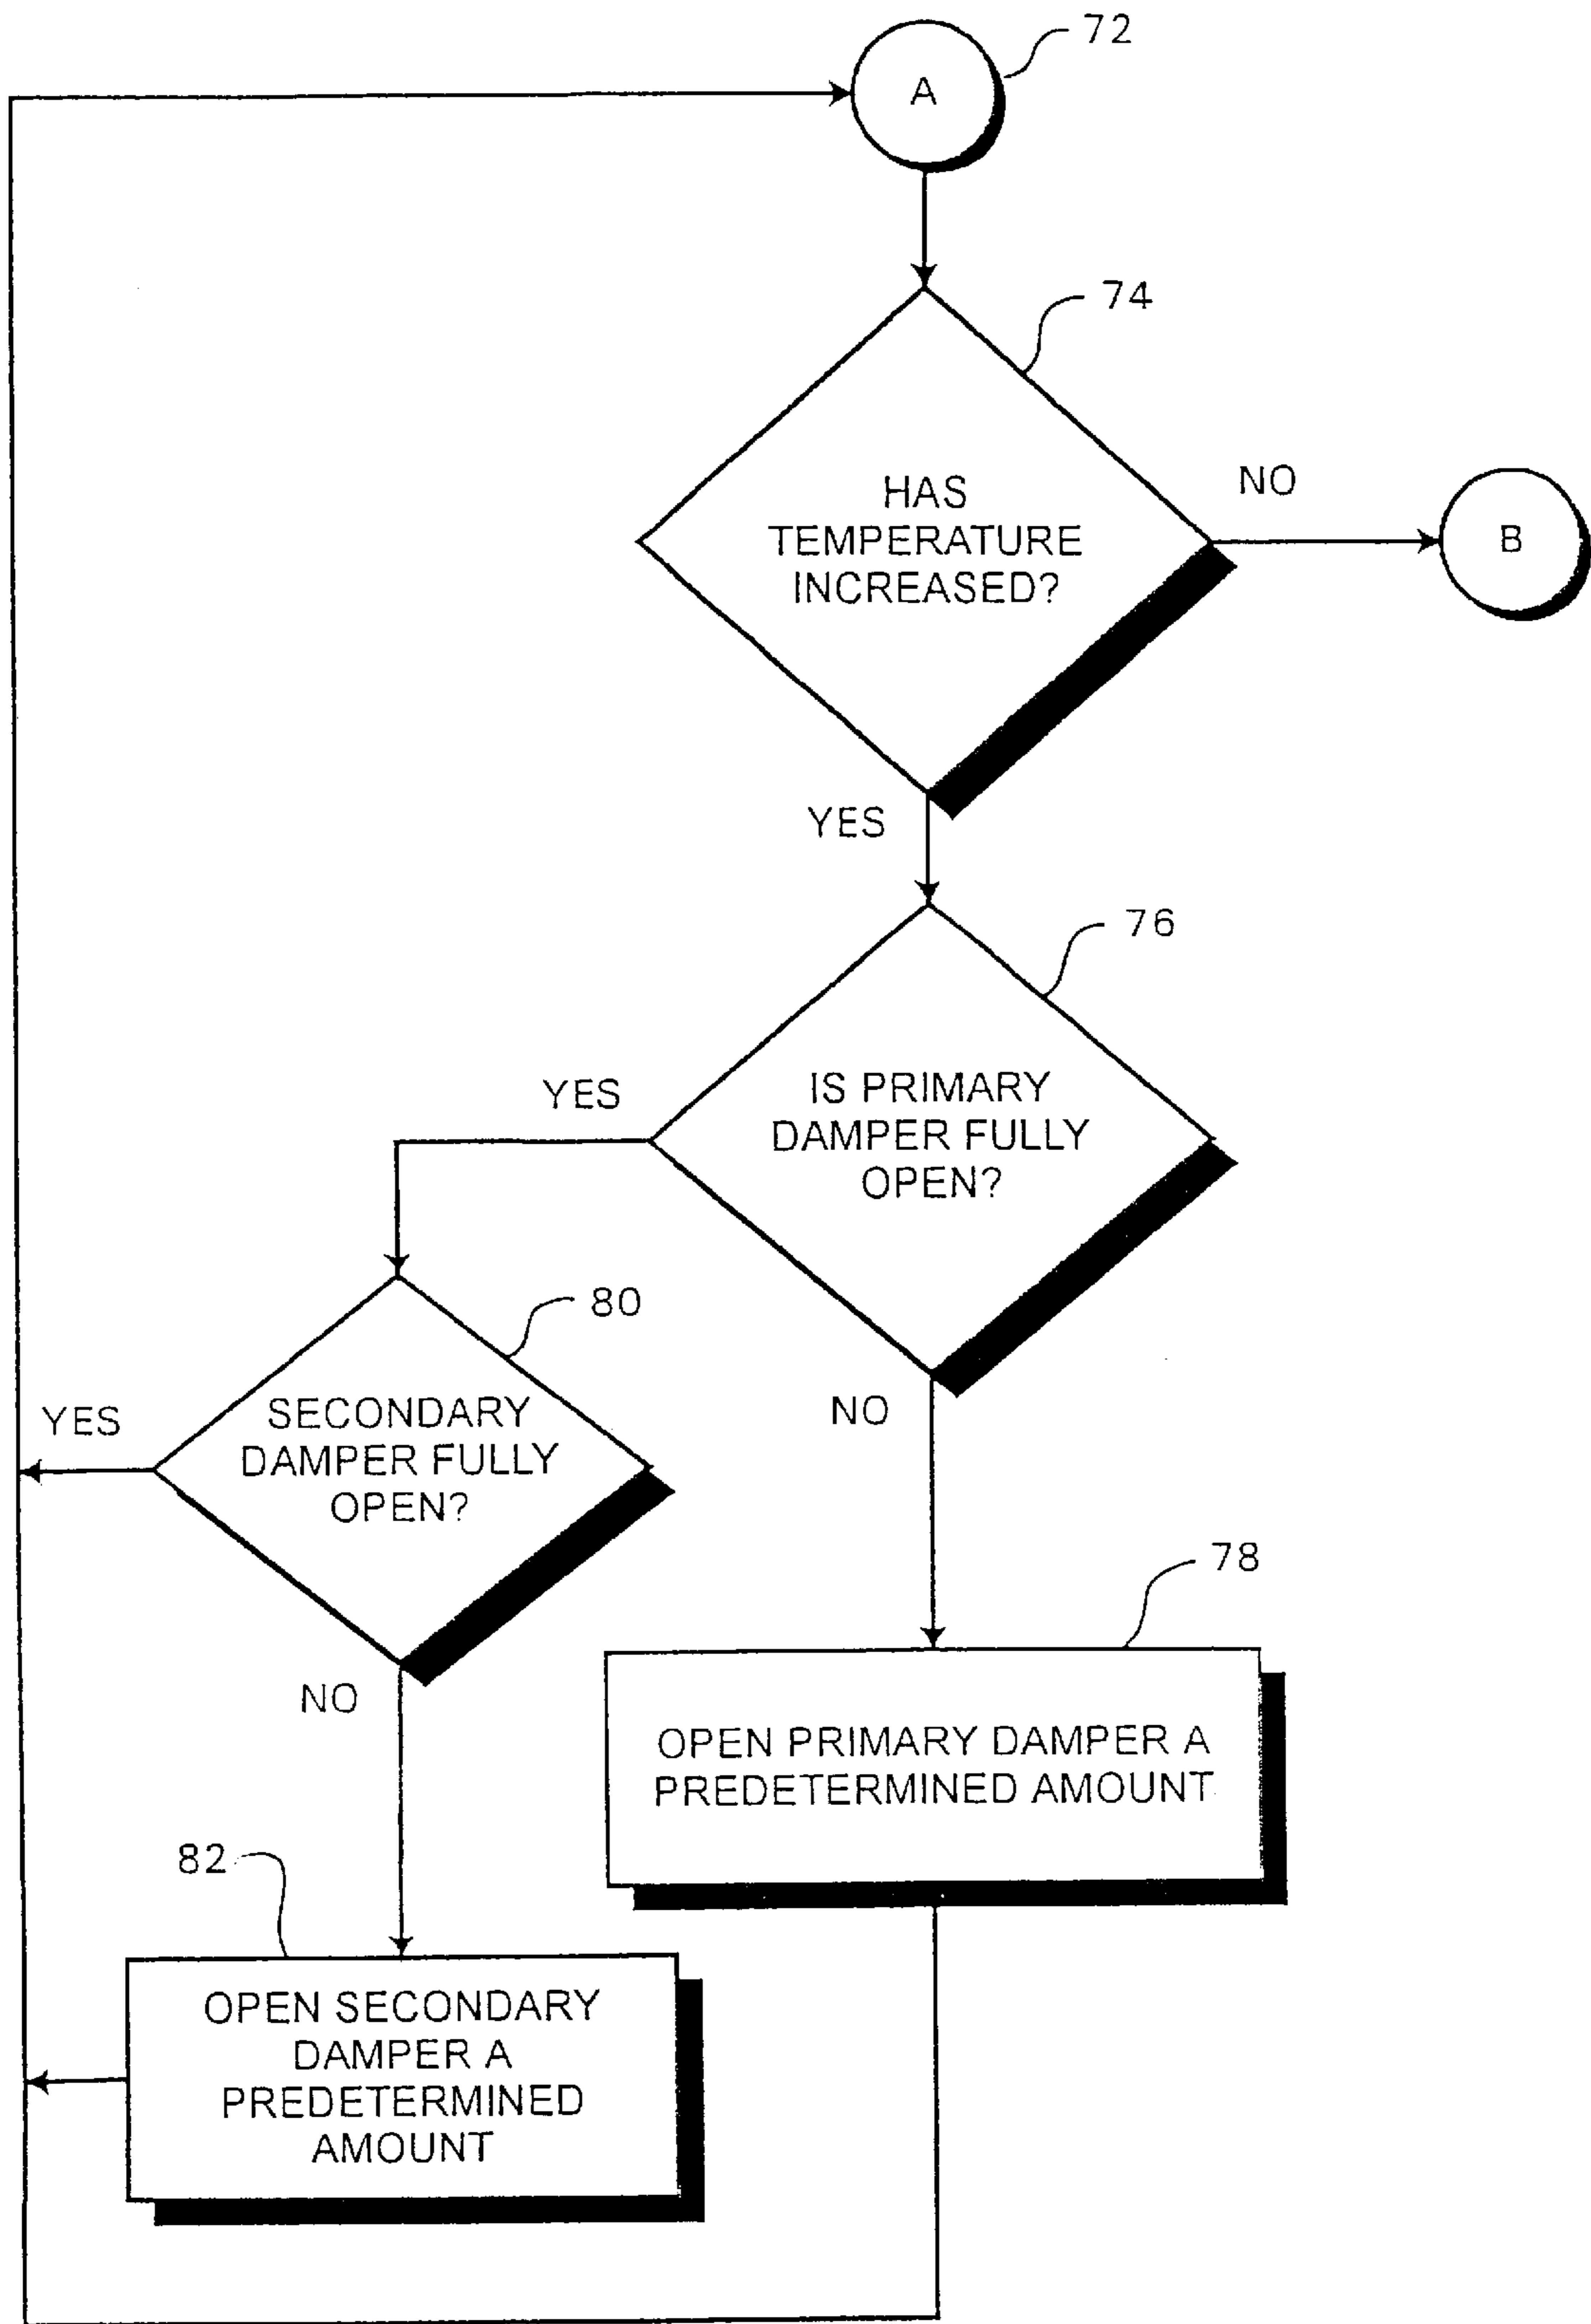 72
A
74
HAS
TEMPERATURE
INCREASED?
NO
B
YES
76
IS PRIMARY
DAMPER FULLY
OPEN?
YES
80
SECONDARY
DAMPER FULLY
OPEN?
YES
NO
NO
78
OPEN PRIMARY DAMPER A
PREDETERMINED AMOUNT
82
OPEN SECONDARY
DAMPER A
PREDETERMINED
AMOUNT